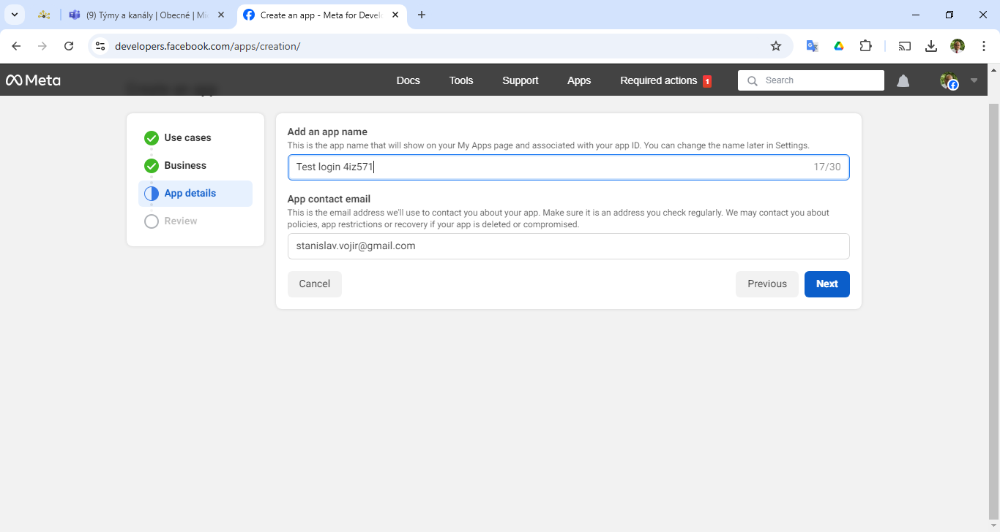 (9) Týmy a kanály | Obecné | Mi
Create an app - Meta for Devel
developers.facebook.com/apps/creation/
Meta
Docs
Tools
Support
Apps
Required actions 1
Search
Use cases
Business
App details
Review
Add an app name
This is the app name that will show on your My Apps page and associated with your app ID. You can change the name later in Settings.
Test login 4iz571
17/30
App contact email
This is the email address we'll use to contact you about your app. Make sure it is an address you check regularly. We may contact you about
policies, app restrictions or recovery if your app is deleted or compromised.
stanislav.vojir@gmail.com
Cancel
Previous
Next